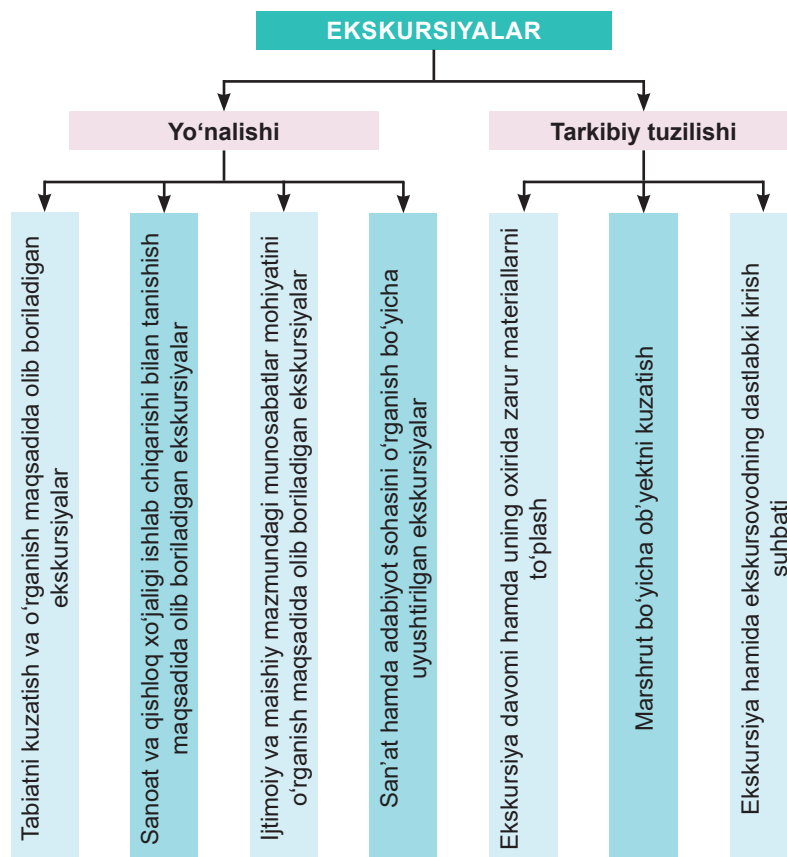 EKSKURSIYALAR
Yo‘nalishi
Tarkibiy tuzilishi
Tabiatni kuzatish va o‘rganish maqsadida olib boriladigan
ekskursiyalar
Sanoat va qishloq xo‘jaligi ishlab chiqarishi bilan tanishish
maqsadida olib boriladigan ekskursiyalar
Ijtimoiy va maishiy mazmundagi munosabatlar mohiyatini
o‘rganish maqsadida olib boriladigan ekskursiyalar
San’at hamda adabiyot sohasini o‘rganish bo‘yicha
uyushtirilgan ekskursiyalar
Ekskursiya davomi hamda uning oxirida zarur materiallarni
to‘plash
Marshrut bo‘yicha ob’yektni kuzatish
Ekskursiya hamida ekskursovodning dastlabki kirish
suhbati